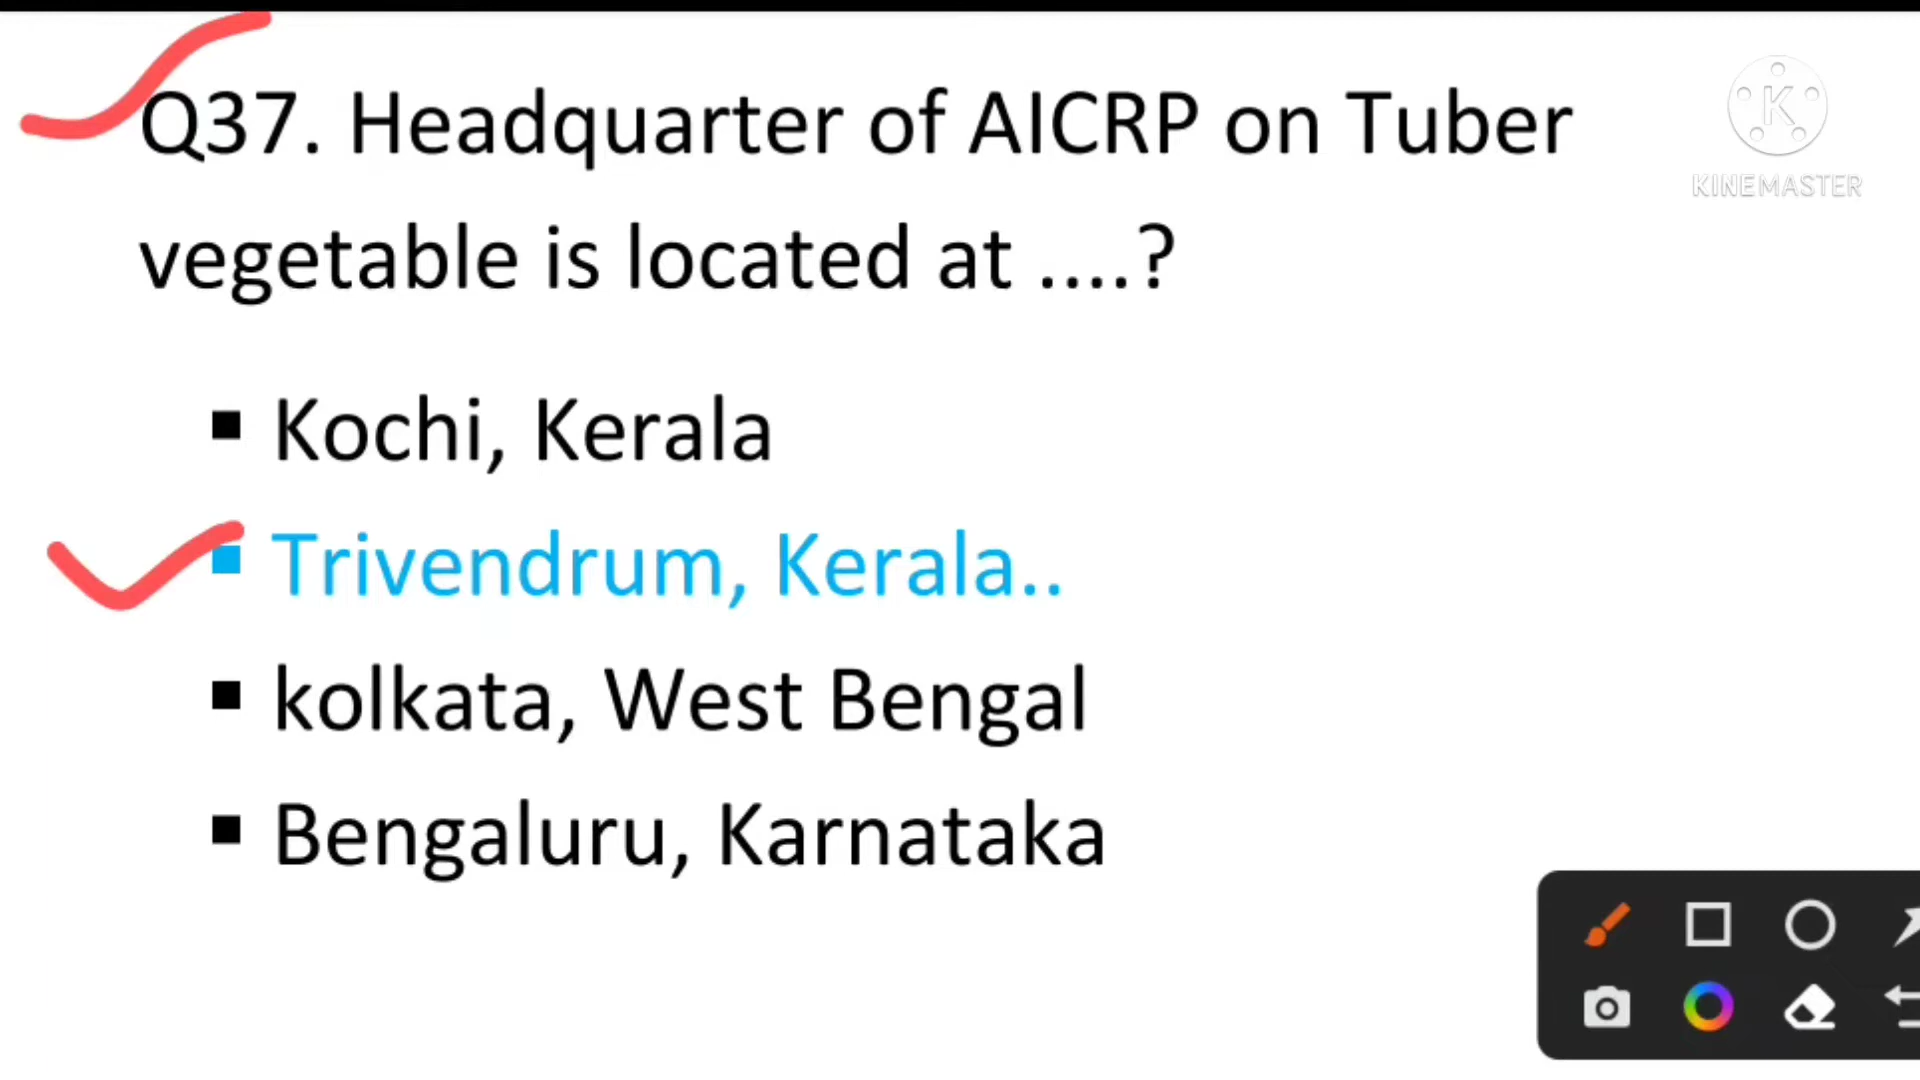 Q37. Headquarter of AICRP on Tuber
vegetable is located at ....?
K
KINEMASTER
▪ Kochi, Kerala
▪ Trivendrum, Kerala..
▪ kolkata, West Bengal
▪ Bengaluru, Karnataka